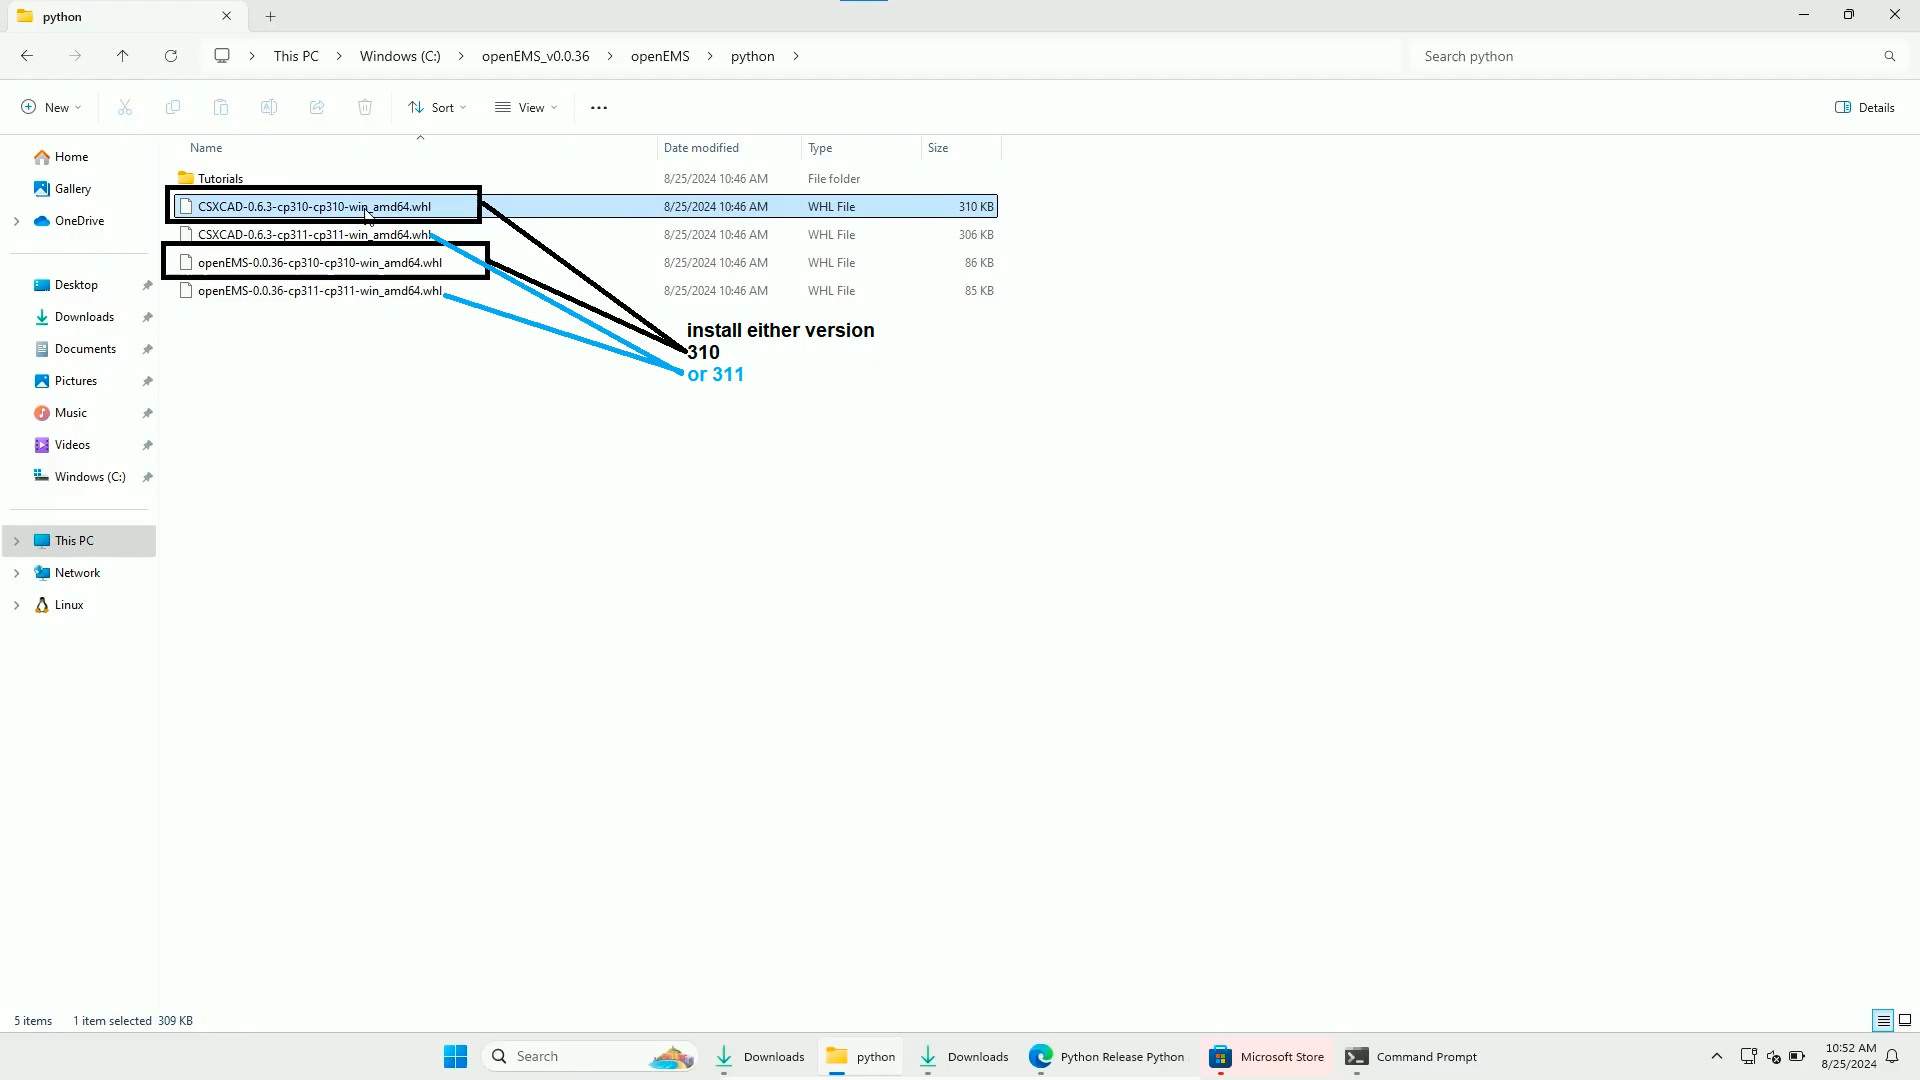 python
This PC > Windows (C:) > openEMS_v0.0.36 > openEMS > python >
Search python
New
Sort
View
Details
Name Date modified Type Size
Home
Gallery
OneDrive
Desktop
Downloads
Documents
Pictures
Music
Videos
Windows (C:)
This PC
Network
Linux
Tutorials 8/25/2024 10:46 AM File folder
CSXCAD-0.6.3-cp310-cp310-win_amd64.whl 8/25/2024 10:46 AM WHL File 310 KB
CSXCAD-0.6.3-cp311-cp311-win_amd64.whl 8/25/2024 10:46 AM WHL File 306 KB
openEMS-0.0.36-cp310-cp310-win_amd64.whl 8/25/2024 10:46 AM WHL File 86 KB
openEMS-0.0.36-cp311-cp311-win_amd64.whl 8/25/2024 10:46 AM WHL File 85 KB
install either version
310
or 311
5 items 1 item selected 309 KB
Search
Downloads
python
Downloads
Python Release Python
Microsoft Store
Command Prompt
10:52 AM
8/25/2024